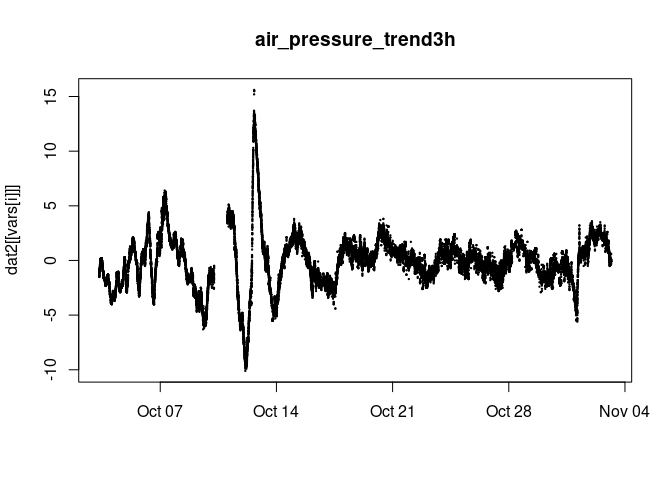 air_pressure_trend3h
dat2[[vars[i]]]
15
10
5
0
-5
-10
Oct 07
Oct 14
Oct 21
Oct 28
Nov 04